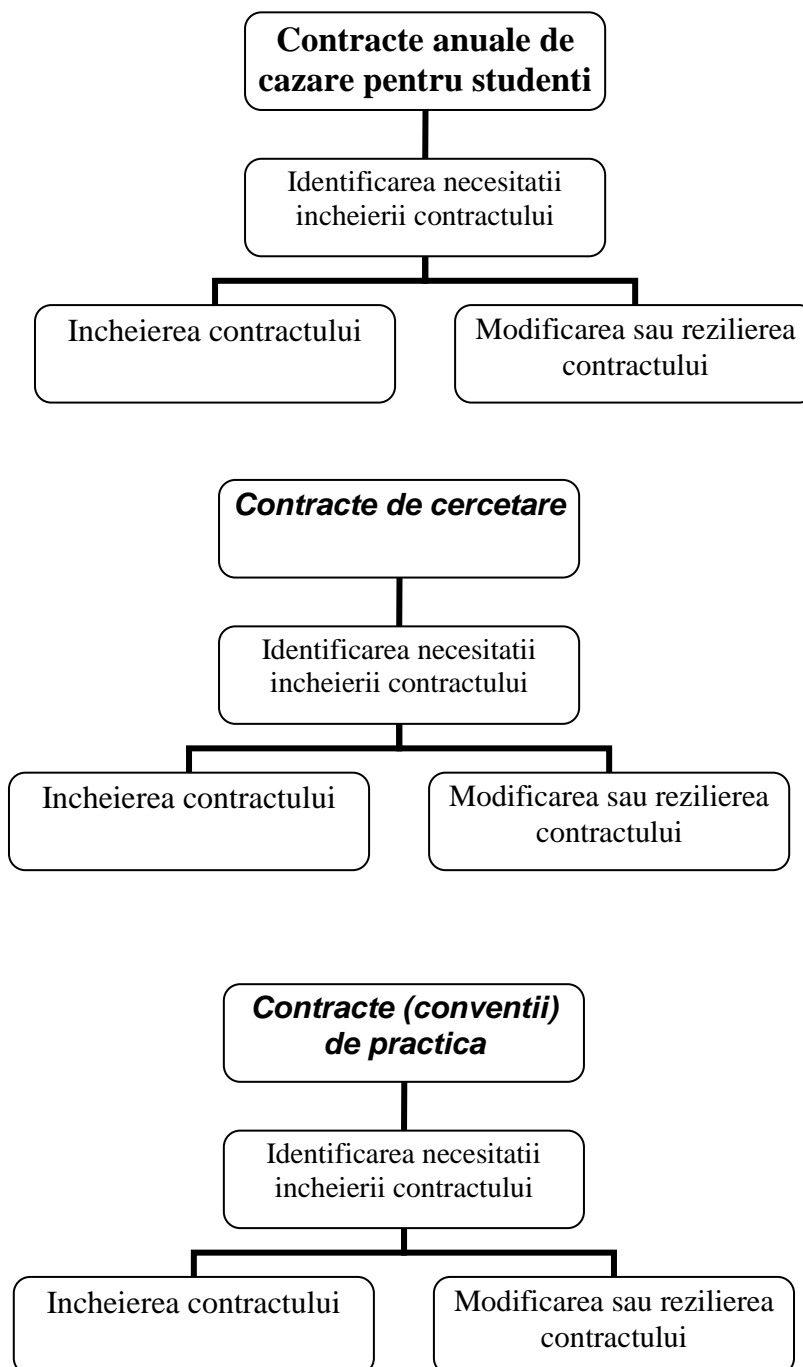 Contracte anuale de
cazare pentru studenti
Identificarea necesitatii
incheierii contractului
Incheierea contractului
Modificarea sau rezilierea
contractului
Contracte de cercetare
Identificarea necesitatii
incheierii contractului
Incheierea contractului
Modificarea sau rezilierea
contractului
Contracte (conventii)
de practica
Identificarea necesitatii
incheierii contractului
Incheierea contractului
Modificarea sau rezilierea
contractului